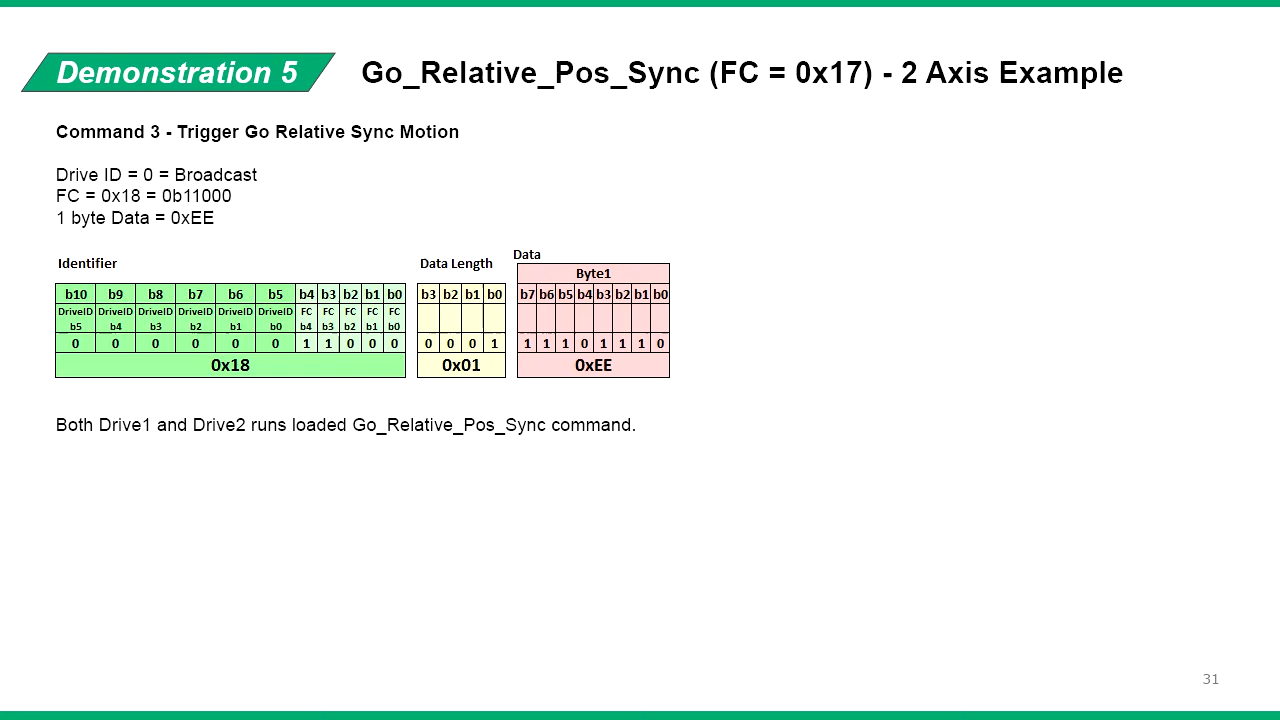 Demonstration 5 Go_Relative_Pos_Sync (FC = 0x17) - 2 Axis Example
Command 3 - Trigger Go Relative Sync Motion
Drive ID = 0 = Broadcast
FC = 0x18 = 0b11000
1 byte Data = 0xEE
Identifier Data Length Data
Byte1
b10 b9 b8 b7 b6 b5 b4 b3 b2 b1 b0 b3 b2 b1 b0 b7 b6 b5 b4 b3 b2 b1 b0
DriveID DriveID DriveID DriveID DriveID DriveID FC FC FC FC FC
b5 b4 b3 b2 b1 b0 b4 b3 b2 b1 b0
0 0 0 0 0 0 1 1 0 0 0 0 0 0 1 1 1 1 0 1 1 1 0
0x18 0x01 0xEE
Both Drive1 and Drive2 runs loaded Go_Relative_Pos_Sync command.
31